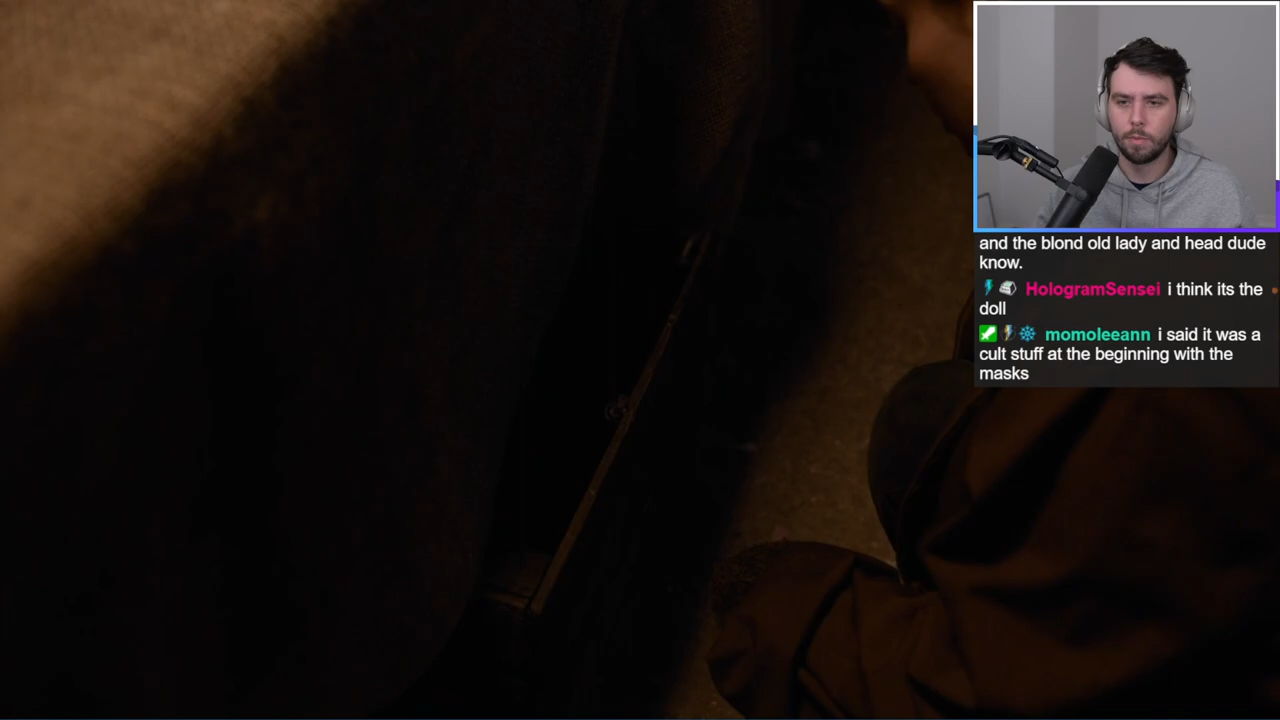 and the blond old lady and head dude
know.
HologramSensei i think its the
doll
momoleeann i said it was a
cult stuff at the beginning with the
masks